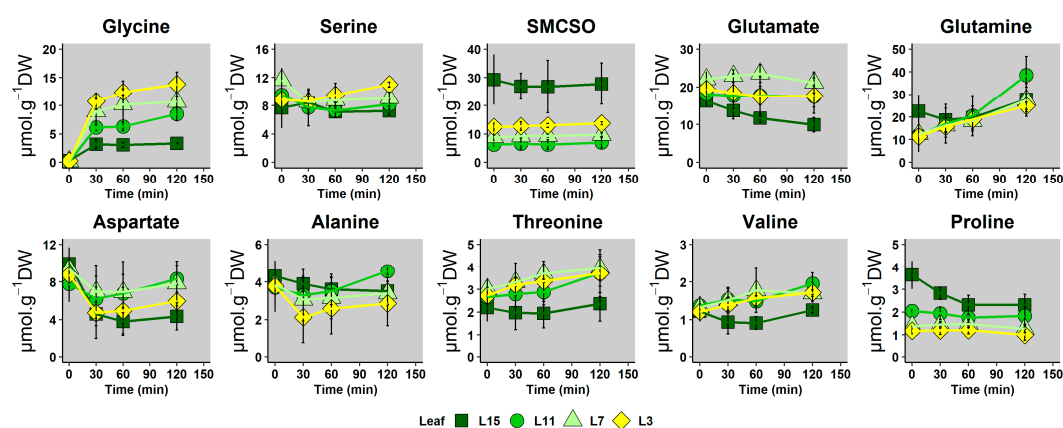 Glycine Serine SMCSO Glutamate Glutamine
µmol.g⁻¹DW µmol.g⁻¹DW µmol.g⁻¹DW µmol.g⁻¹DW µmol.g⁻¹DW
20 16 50 30 50
15 12 40 20 40
10 8 30 10 30
5 4 20 0 20
0 0 10 10
0 0
0 30 60 90 120 150 0 30 60 90 120 150 0 30 60 90 120 150 0 30 60 90 120 150 0 30 60 90 120 150
Time (min) Time (min) Time (min) Time (min) Time (min)
Aspartate Alanine Threonine Valine Proline
µmol.g⁻¹DW µmol.g⁻¹DW µmol.g⁻¹DW µmol.g⁻¹DW µmol.g⁻¹DW
12 6 5 3 5
8 4 4 2 4
4 2 3 1 3
0 0 2 0 2
1 1
0 0
0 30 60 90 120 150 0 30 60 90 120 150 0 30 60 90 120 150 0 30 60 90 120 150 0 30 60 90 120 150
Time (min) Time (min) Time (min) Time (min) Time (min)
Leaf L15 L11 L7 L3